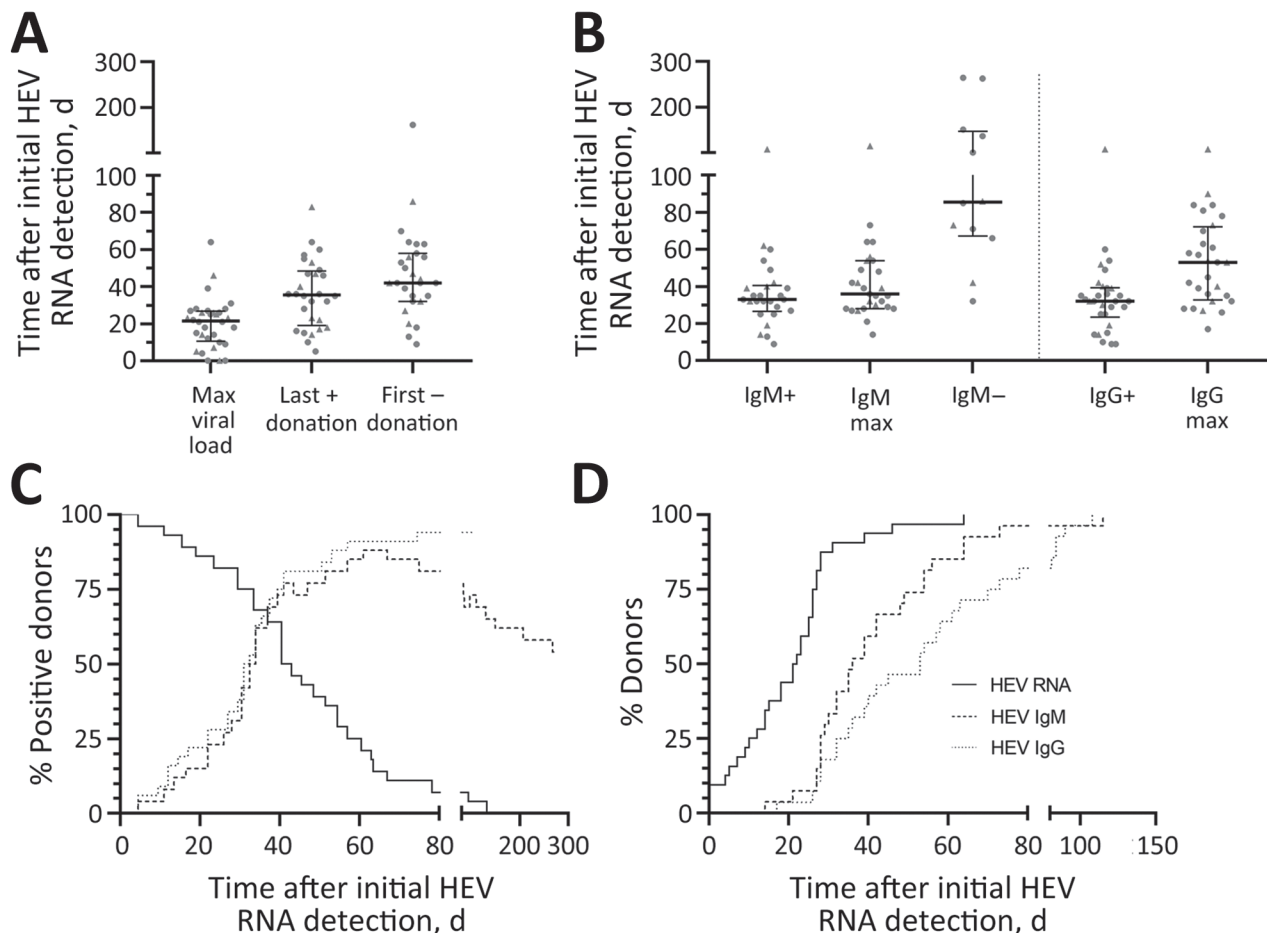 A
Time after initial HEV
RNA detection, d
300
200
100
80
60
40
20
0
Max
viral
load
Last +
donation
First –
donation
B
Time after initial HEV
RNA detection, d
300
200
100
80
60
40
20
0
IgM+
IgM
max
IgM–
IgG+
IgG
max
C
% Positive donors
100
75
50
25
0
0 20 40 60 80 200 300
Time after initial HEV
RNA detection, d
D
% Donors
100
75
50
25
0
HEV RNA
HEV IgM
HEV IgG
0 20 40 60 80 100 150
Time after initial HEV
RNA detection, d